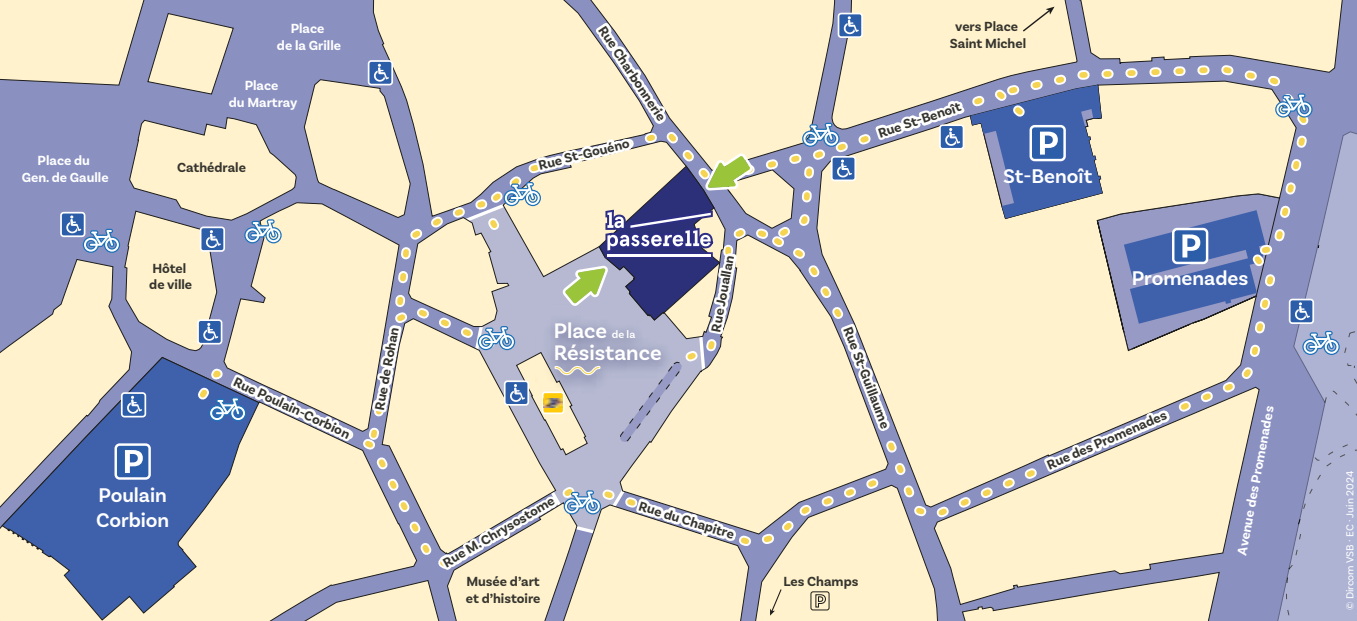 Place
de la Grille
Place
du Martray
Place du
Gen. de Gaulle
Cathédrale
Hôtel
de ville
Rue Charbonnerie
Rue St-Gouéno
vers Place
Saint Michel
Rue St-Benoît
P
St-Benoît
P
Promenades
la
passerelle
Rue Jouallan
Place de la
Résistance
Rue de Rohan
Rue Poulain-Corbion
Rue St-Guillaume
P
Poulain
Corbion
Rue M. Chrysostome
Rue du Chapitre
Rue des Promenades
Avenue des Promenades
Musée d'art
et d'histoire
Les Champs
P
© Dircom VSB · EC · Juin 2024